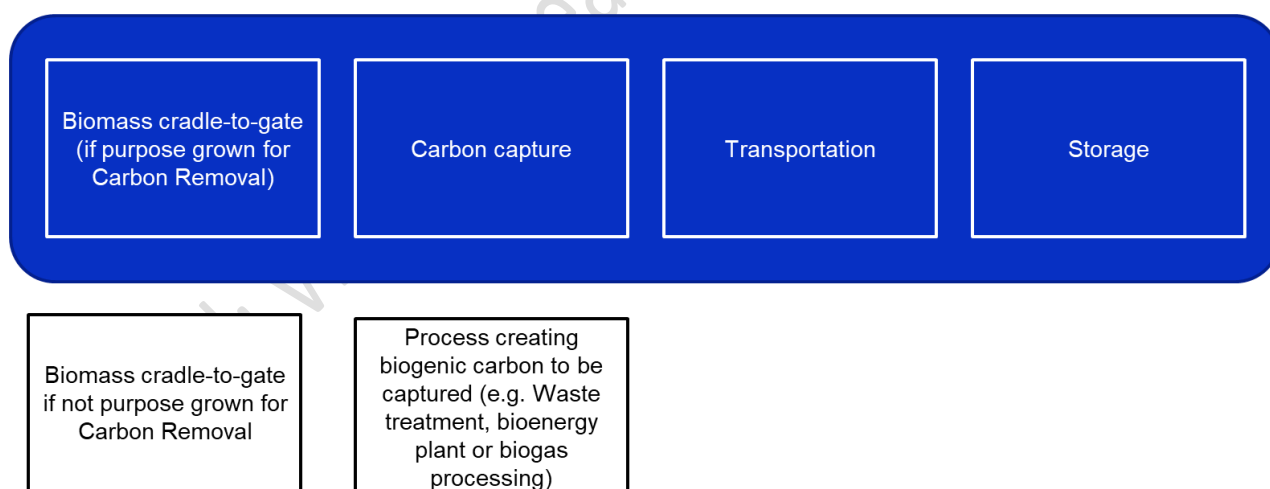 Biomass cradle-to-gate
(if purpose grown for
Carbon Removal)
Carbon capture
Transportation
Storage
Biomass cradle-to-gate
if not purpose grown for
Carbon Removal
Process creating
biogenic carbon to be
captured (e.g. Waste
treatment, bioenergy
plant or biogas
processing)